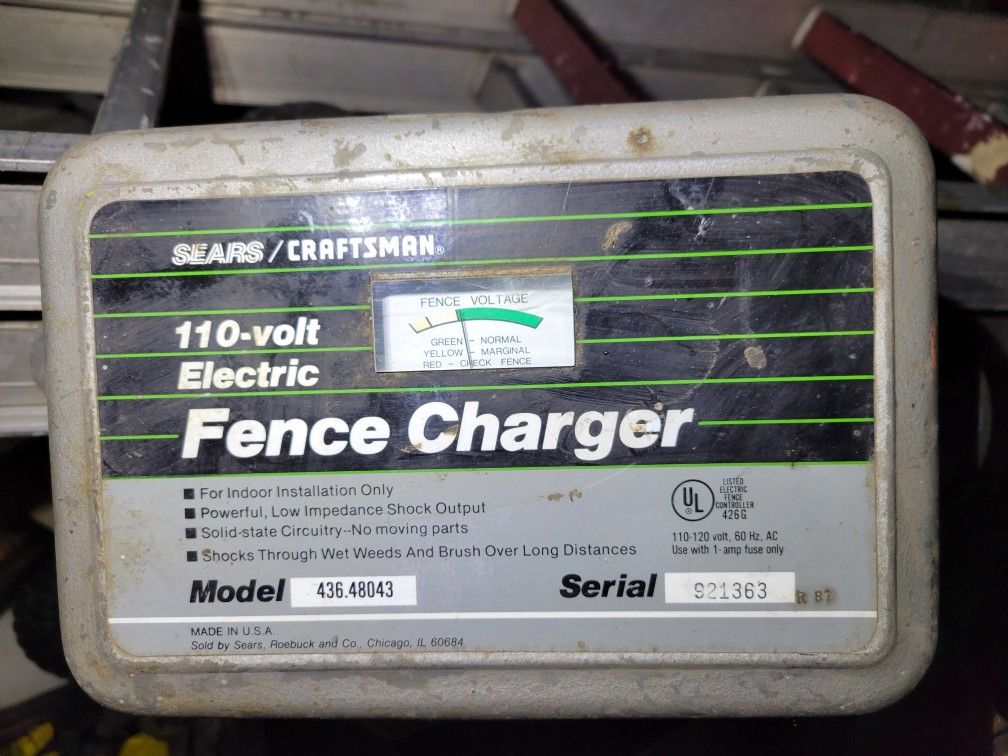 SEARS / CRAFTSMAN®
FENCE VOLTAGE
GREEN - NORMAL
YELLOW - MARGINAL
RED - CHECK FENCE
110-volt
Electric
Fence Charger
■ For Indoor Installation Only
■ Powerful, Low Impedance Shock Output
■ Solid-state Circuitry--No moving parts
■ Shocks Through Wet Weeds And Brush Over Long Distances
UL
LISTED
ELECTRIC
FENCE
CONTROLLER
426G
110-120 volt, 60 Hz, AC
Use with 1-amp fuse only
Model 436.48043
Serial 921363 R 87
MADE IN U.S.A.
Sold by Sears, Roebuck and Co., Chicago, IL 60684